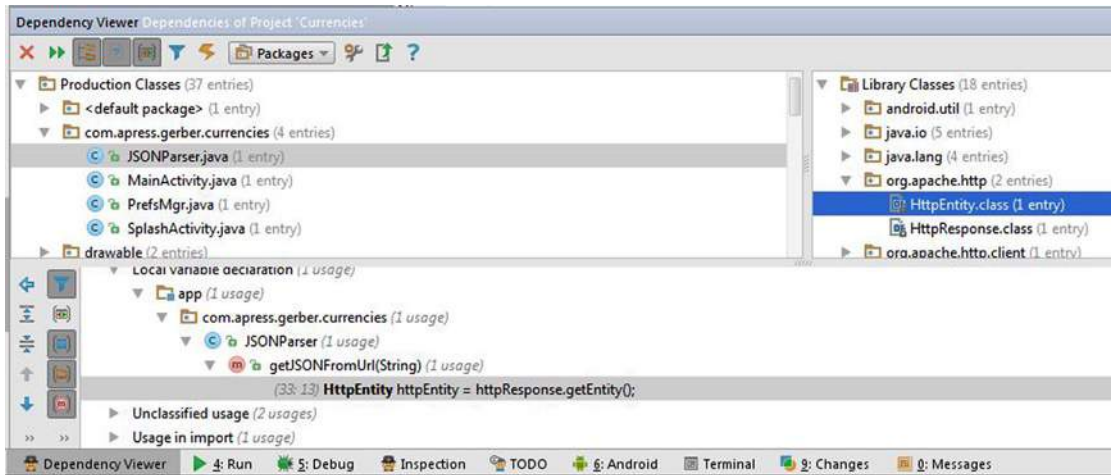 Dependency Viewer Dependencies of Project 'Currencies'
Packages
?
Production Classes (37 entries)
<default package> (1 entry)
com.apress.gerber.currencies (4 entries)
JSONParser.java (1 entry)
MainActivity.java (1 entry)
PrefsMgr.java (1 entry)
SplashActivity.java (1 entry)
drawable (2 entries)
Library Classes (18 entries)
android.util (1 entry)
java.io (5 entries)
java.lang (4 entries)
org.apache.http (2 entries)
HttpEntity.class (1 entry)
HttpResponse.class (1 entry)
org.apache.http.client (1 entry)
Local variable declaration (1 usage)
app (1 usage)
com.apress.gerber.currencies (1 usage)
JSONParser (1 usage)
getJSONFromUrl(String) (1 usage)
(33: 13) HttpEntity httpEntity = httpResponse.getEntity();
Unclassified usage (2 usages)
Usage in import (1 usage)
Dependency Viewer 4: Run 5: Debug Inspection TODO 6: Android Terminal 9: Changes 0: Messages